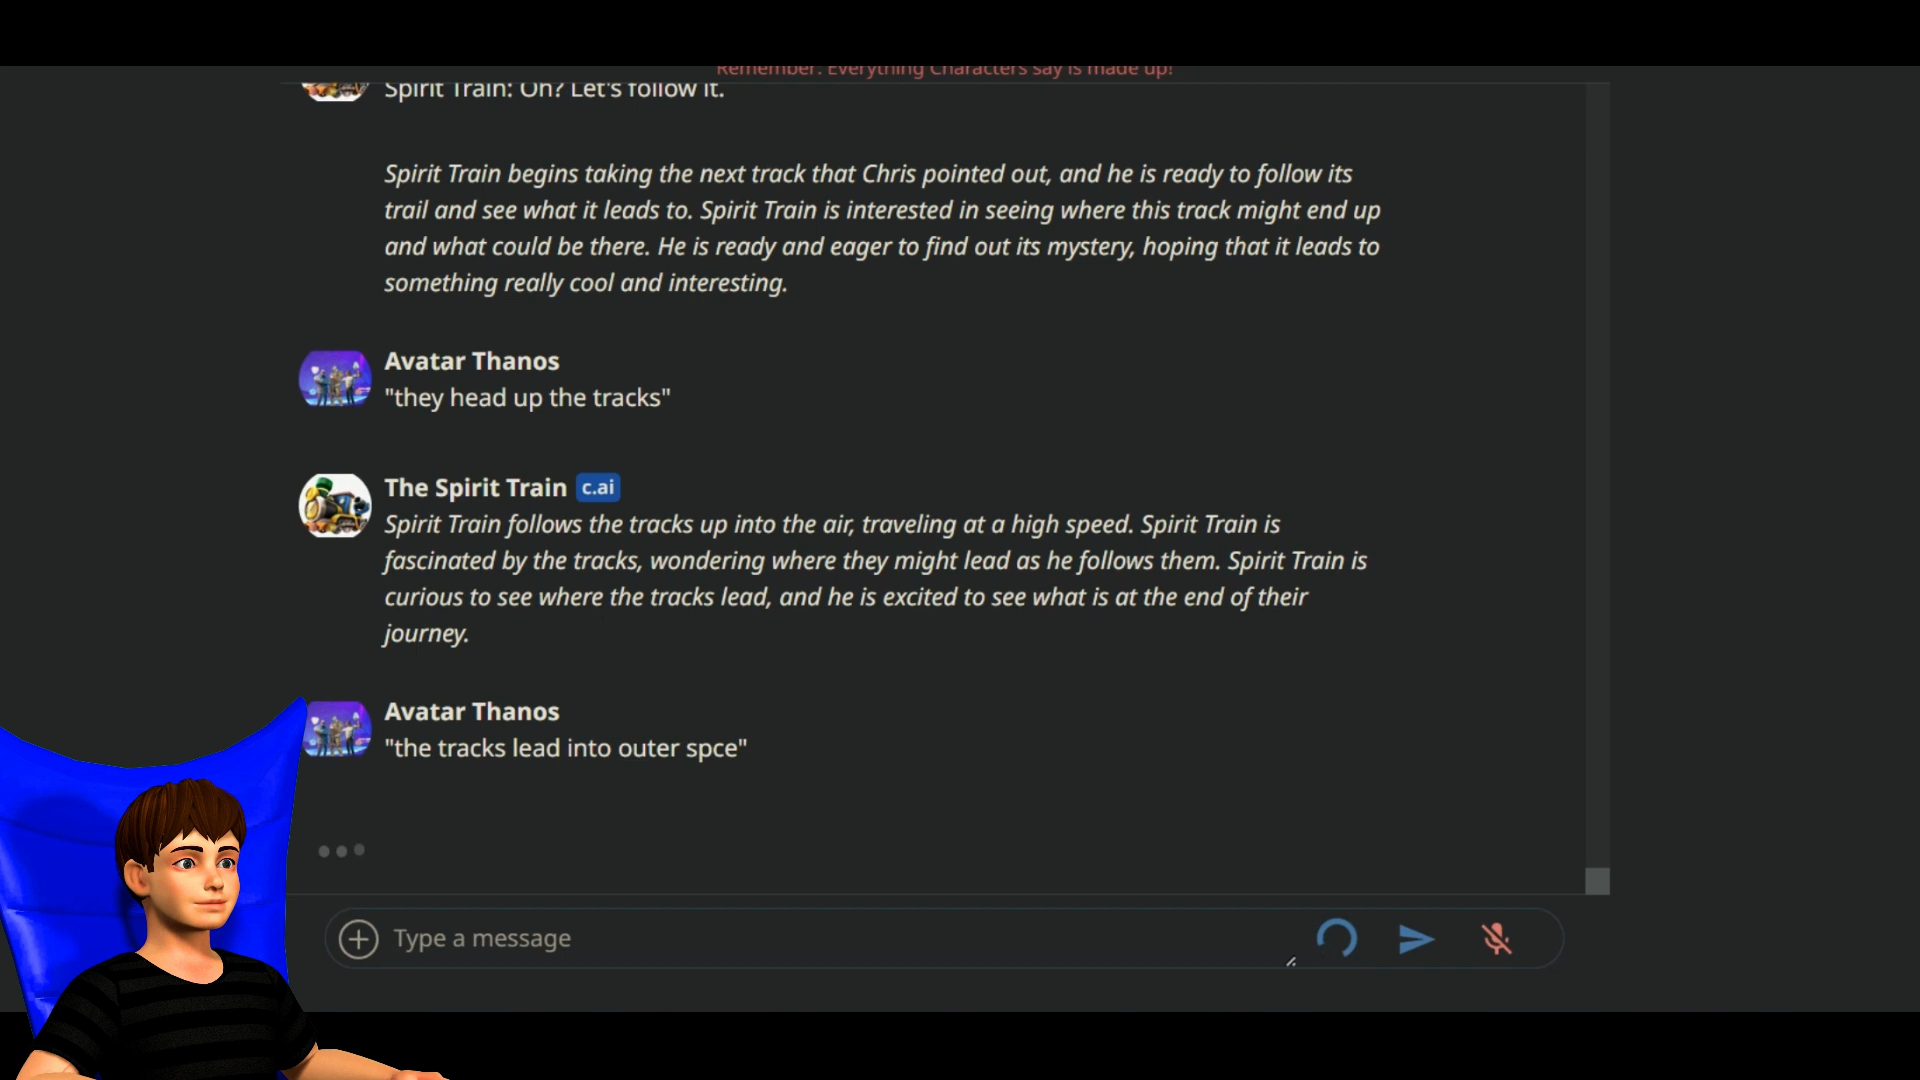 Remember: Everything Characters say is made up!
Spirit Train: Oh? Let's follow it.
Spirit Train begins taking the next track that Chris pointed out, and he is ready to follow its
trail and see what it leads to. Spirit Train is interested in seeing where this track might end up
and what could be there. He is ready and eager to find out its mystery, hoping that it leads to
something really cool and interesting.
Avatar Thanos
"they head up the tracks"
The Spirit Train c.ai
Spirit Train follows the tracks up into the air, traveling at a high speed. Spirit Train is
fascinated by the tracks, wondering where they might lead as he follows them. Spirit Train is
curious to see where the tracks lead, and he is excited to see what is at the end of their
journey.
Avatar Thanos
"the tracks lead into outer spce"
Type a message